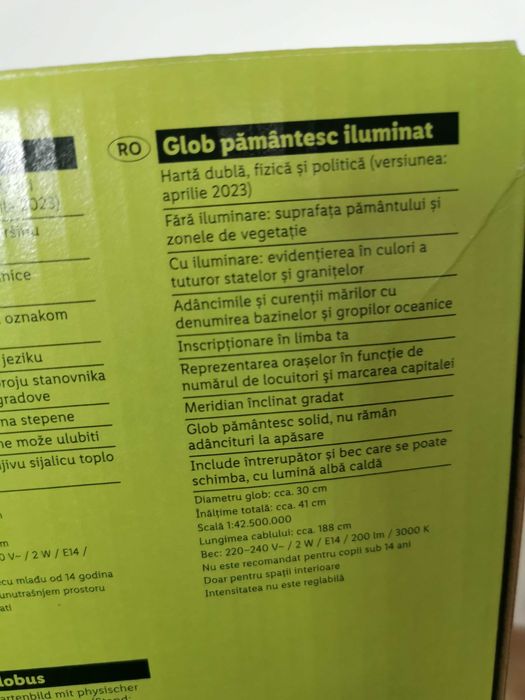 RO Glob pământesc iluminat
Hartă dublă, fizică și politică (versiunea:
aprilie 2023)
Fără iluminare: suprafața pământului și
zonele de vegetație
Cu iluminare: evidențierea în culori a
tuturor statelor și granițelor
Adâncimile și curenții mărilor cu
denumirea bazinelor și gropilor oceanice
Inscripționare în limba ta
Reprezentarea orașelor în funcție de
numărul de locuitori și marcarea capitalei
Meridian înclinat gradat
Glob pământesc solid, nu rămân
adâncituri la apăsare
Include întrerupător și bec care se poate
schimba, cu lumină albă caldă
Diametru glob: cca. 30 cm
Inălțime totală: cca. 41 cm
Scală 1:42.500.000
Lungimea cablului: cca. 188 cm
Bec: 220–240 V~ / 2 W / E14 / 200 lm / 3000 K
Nu este recomandat pentru copii sub 14 ani
Doar pentru spații interioare
Intensitatea nu este reglabilă
2023)
nice
oznakom
jeziku
roju stanovnika
gradove
na stepene
ne može ulubiti
jivu sijalicu toplo
m
0 V~ / 2 W / E14 /
cu mlađu od 14 godina
unutrašnjem prostoru
ati
lobus
artenbild mit physischer